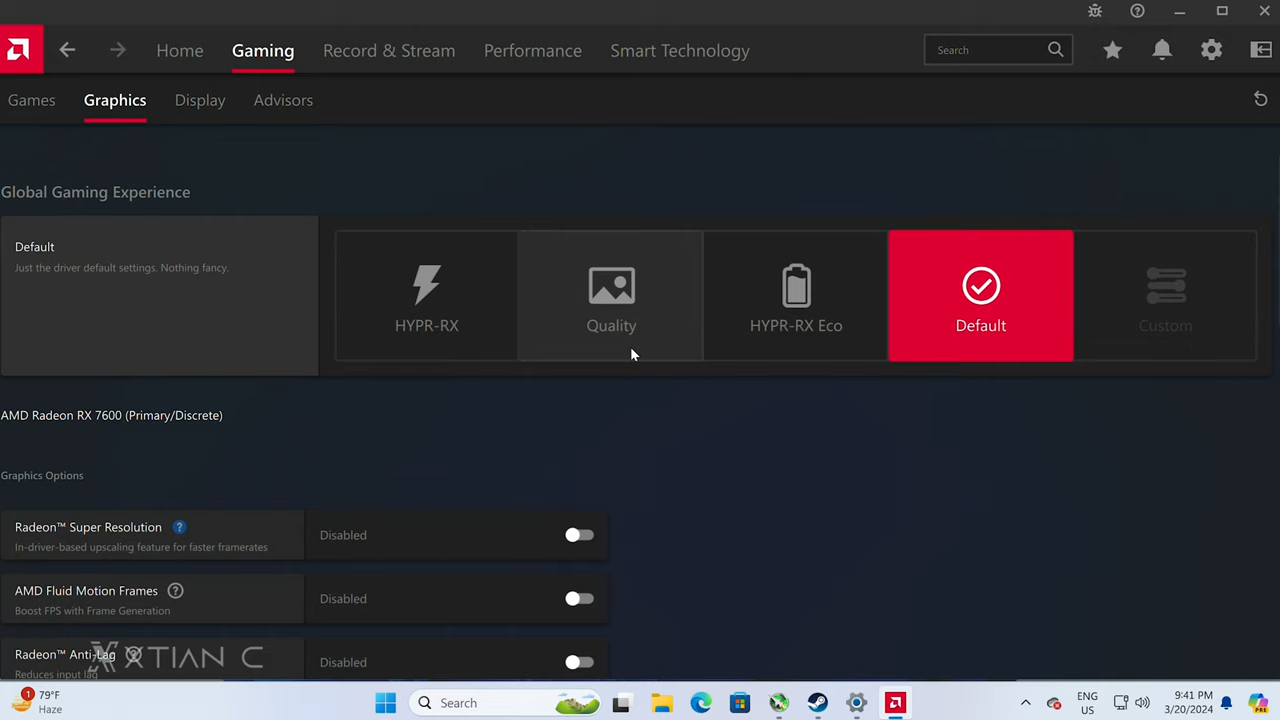 Home
Gaming
Record & Stream
Performance
Smart Technology
Search
Games
Graphics
Display
Advisors
Global Gaming Experience
Default
Just the driver default settings. Nothing fancy.
HYPR-RX
Quality
HYPR-RX Eco
Default
Custom
AMD Radeon RX 7600 (Primary/Discrete)
Graphics Options
Radeon™ Super Resolution
In-driver-based upscaling feature for faster framerates
Disabled
AMD Fluid Motion Frames
Boost FPS with Frame Generation
Disabled
Radeon™ Anti-Lag
Reduces input lag
Disabled
XTIAN C
1
79°F
Haze
Search
ENG
US
9:41 PM
3/20/2024
PRE